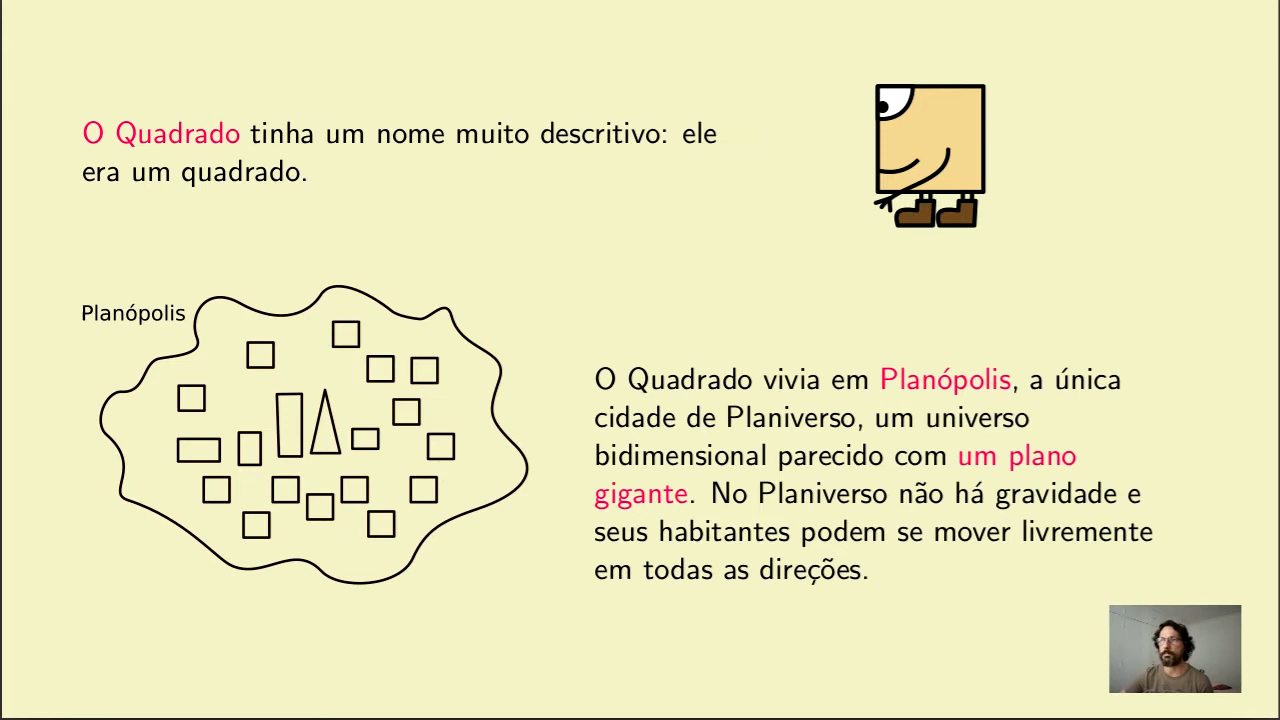 O Quadrado tinha um nome muito descritivo: ele
era um quadrado.
Planópolis
O Quadrado vivia em Planópolis, a única
cidade de Planiverso, um universo
bidimensional parecido com um plano
gigante. No Planiverso não há gravidade e
seus habitantes podem se mover livremente
em todas as direções.